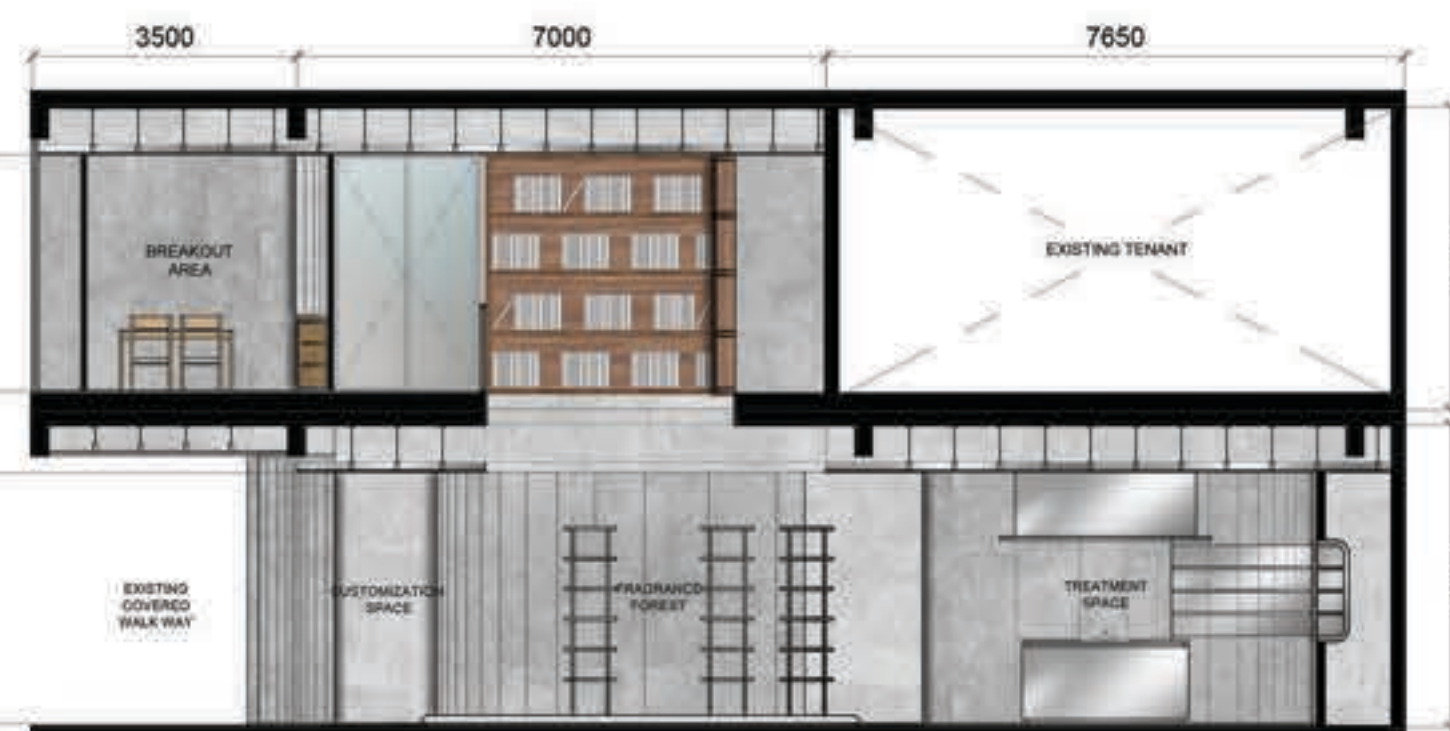 3500 7000 7650
BREAKOUT
AREA
EXISTING TENANT
EXISTING
COVERED
WALK WAY
CUSTOMIZATION
SPACE
FRAGRANCE
FOREST
TREATMENT
SPACE